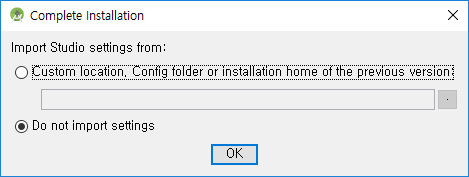 Complete Installation
Import Studio settings from:
Custom location. Config folder or installation home of the previous version:
.
Do not import settings
OK